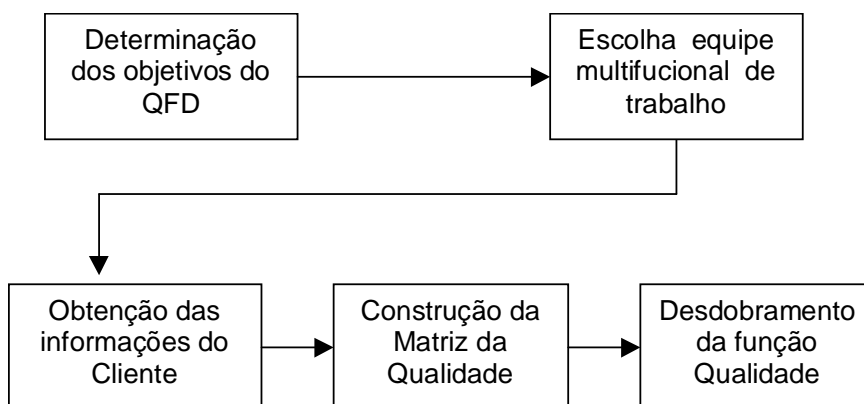 Determinação
dos objetivos do
QFD
Escolha equipe
multifucional de
trabalho
Obtenção das
informações do
Cliente
Construção da
Matriz da
Qualidade
Desdobramento
da função
Qualidade